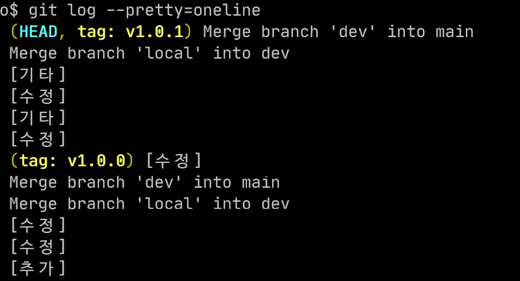 o$ git log --pretty=oneline
(HEAD, tag: v1.0.1) Merge branch 'dev' into main
Merge branch 'local' into dev
[기타]
[수정]
[기타]
[수정]
(tag: v1.0.0) [수정]
Merge branch 'dev' into main
Merge branch 'local' into dev
[수정]
[수정]
[추가]